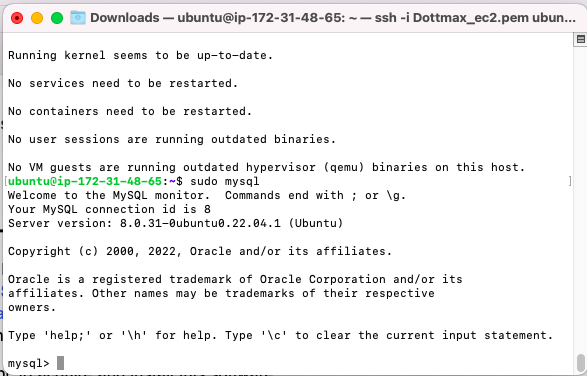 Downloads — ubuntu@ip-172-31-48-65: ~ — ssh -i Dottmax_ec2.pem ubun...
Running kernel seems to be up-to-date.
No services need to be restarted.
No containers need to be restarted.
No user sessions are running outdated binaries.
No VM guests are running outdated hypervisor (qemu) binaries on this host.
[ubuntu@ip-172-31-48-65:~$ sudo mysql ]
Welcome to the MySQL monitor.  Commands end with ; or \g.
Your MySQL connection id is 8
Server version: 8.0.31-0ubuntu0.22.04.1 (Ubuntu)
Copyright (c) 2000, 2022, Oracle and/or its affiliates.
Oracle is a registered trademark of Oracle Corporation and/or its
affiliates. Other names may be trademarks of their respective
owners.
Type 'help;' or '\h' for help. Type '\c' to clear the current input statement.
mysql>